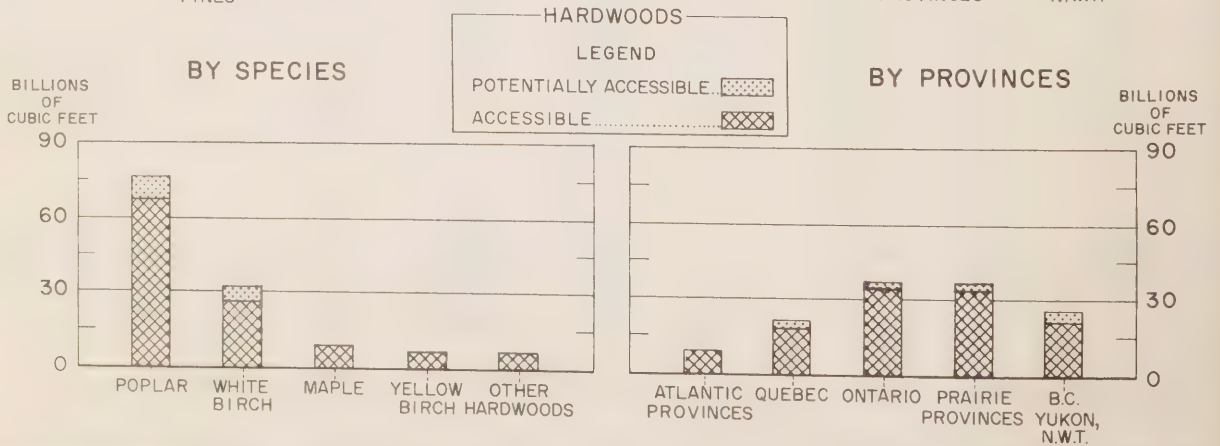 HARDWOODS
LEGEND
POTENTIALLY ACCESSIBLE..
ACCESSIBLE......................
BY SPECIES
BILLIONS
OF
CUBIC FEET
90
60
30
0
POPLAR
WHITE
BIRCH
MAPLE
YELLOW
BIRCH
OTHER
HARDWOODS
BY PROVINCES
BILLIONS
OF
CUBIC FEET
90
60
30
0
ATLANTIC
PROVINCES
QUEBEC
ONTARIO
PRAIRIE
PROVINCES
B.C.
YUKON,
N.W.T.